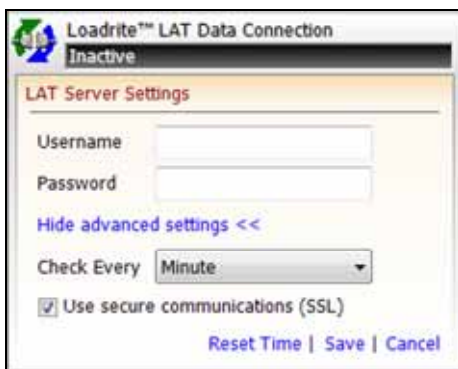 Loadrite™ LAT Data Connection
Inactive
LAT Server Settings
Username
Password
Hide advanced settings <<
Check Every Minute
Use secure communications (SSL)
Reset Time | Save | Cancel